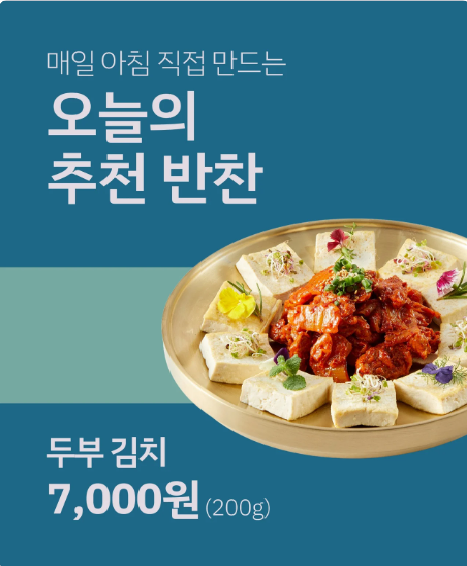 매일 아침 직접 만드는
오늘의
추천 반찬
두부 김치
7,000원 (200g)